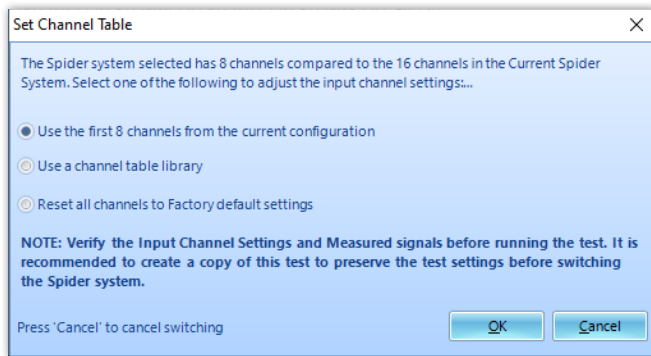 Set Channel Table
The Spider system selected has 8 channels compared to the 16 channels in the Current Spider
System. Select one of the following to adjust the input channel settings:...
Use the first 8 channels from the current configuration
Use a channel table library
Reset all channels to Factory default settings
NOTE: Verify the Input Channel Settings and Measured signals before running the test. It is
recommended to create a copy of this test to preserve the test settings before switching
the Spider system.
Press 'Cancel' to cancel switching
OK
Cancel